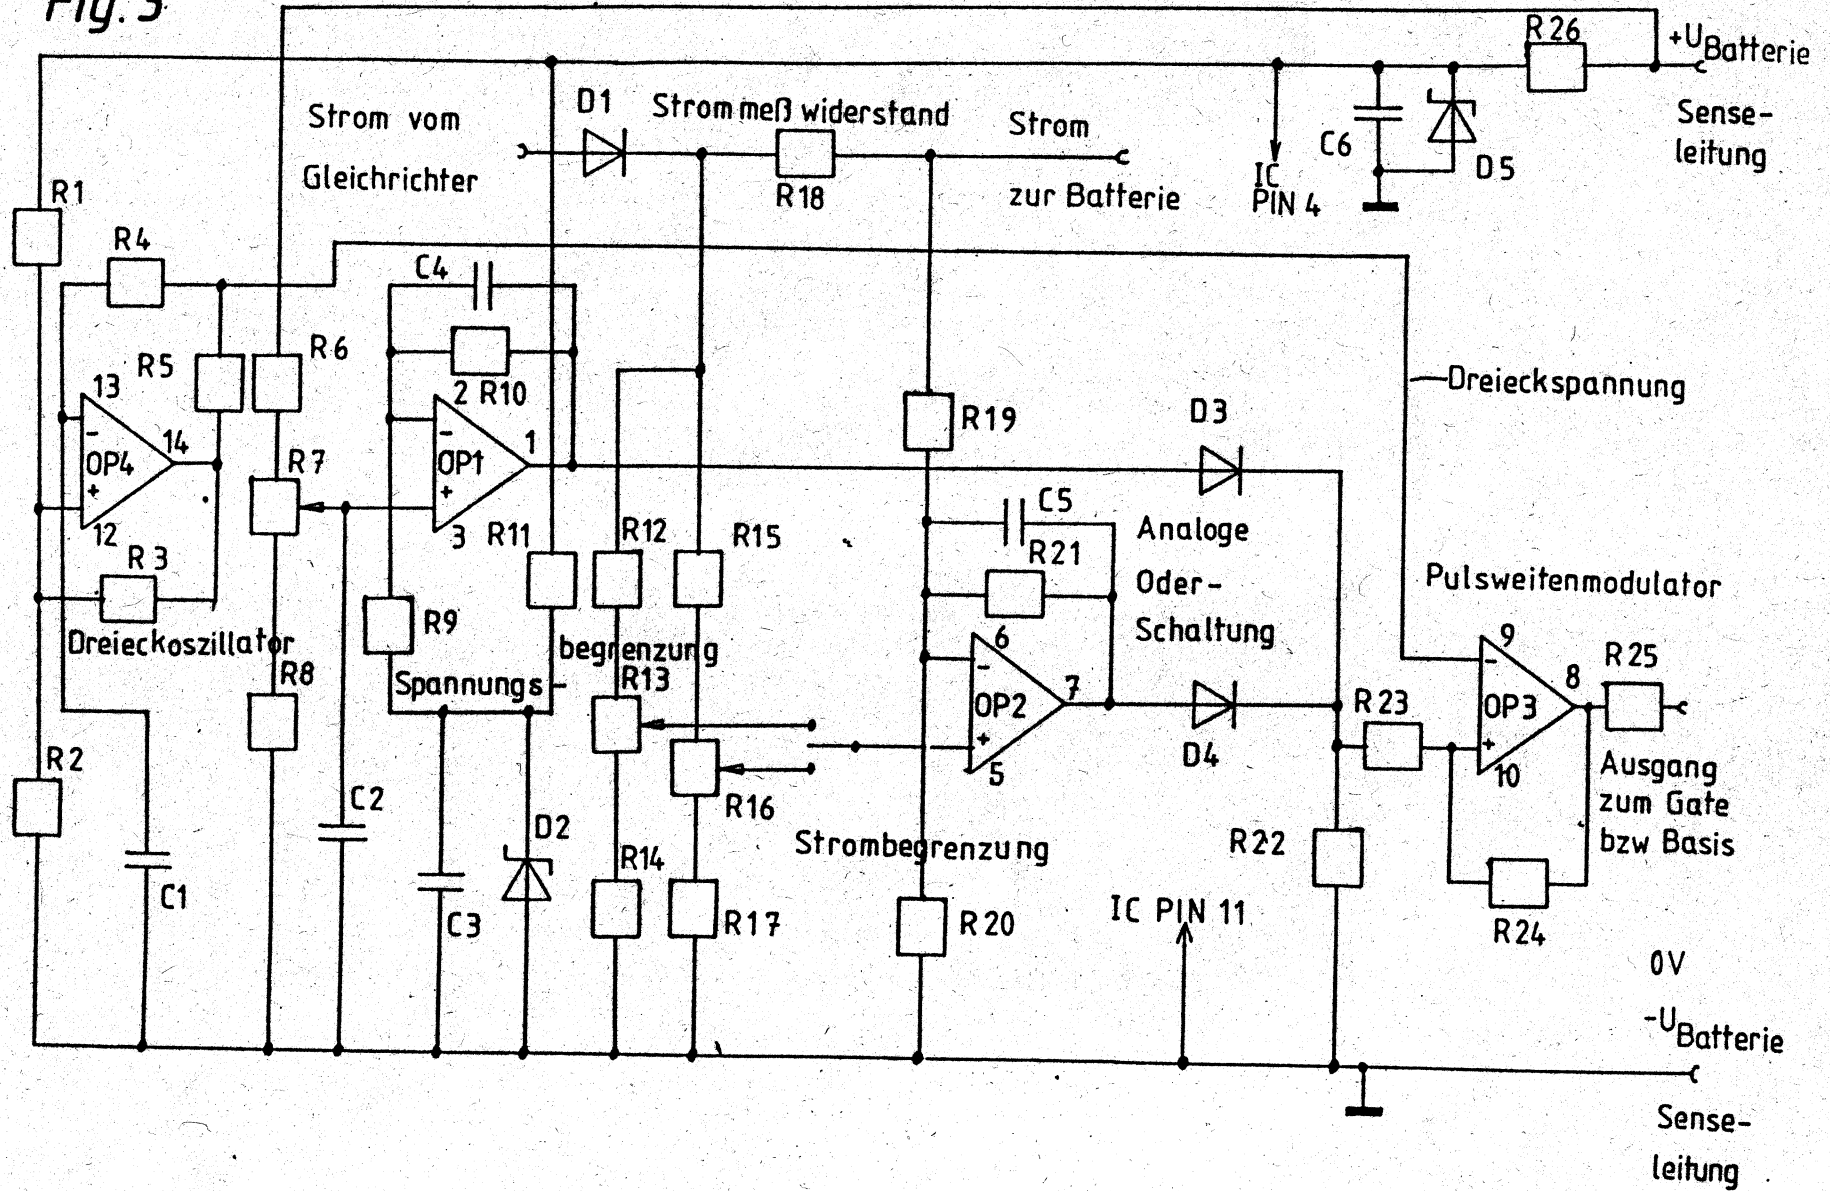 Fig. 3
R26
+U Batterie
Sense-
leitung
Strom vom
Gleichrichter
D1
Strommeß widerstand
R18
Strom
zur Batterie
IC
PIN 4
C6
D5
R1
R4
C4
R5
R6
2
R10
13
-
OP4
14
+
12
R7
-
OP1
1
+
3
R3
Dreieckoszillator
R9
R11
R12
R15
R19
D3
Dreieckspannung
C5
R21
Analoge
Oder-
Schaltung
Pulsweitenmodulator
Spannungs-
begrenzung
R8
R13
R16
6
-
OP2
7
+
5
D4
R23
9
-
OP3
8
+
10
R25
Ausgang
zum Gate
bzw Basis
R2
C1
C2
C3
D2
R14
R17
Strombegrenzung
R20
IC PIN 11
R22
R24
0V
-U Batterie
Sense-
leitung